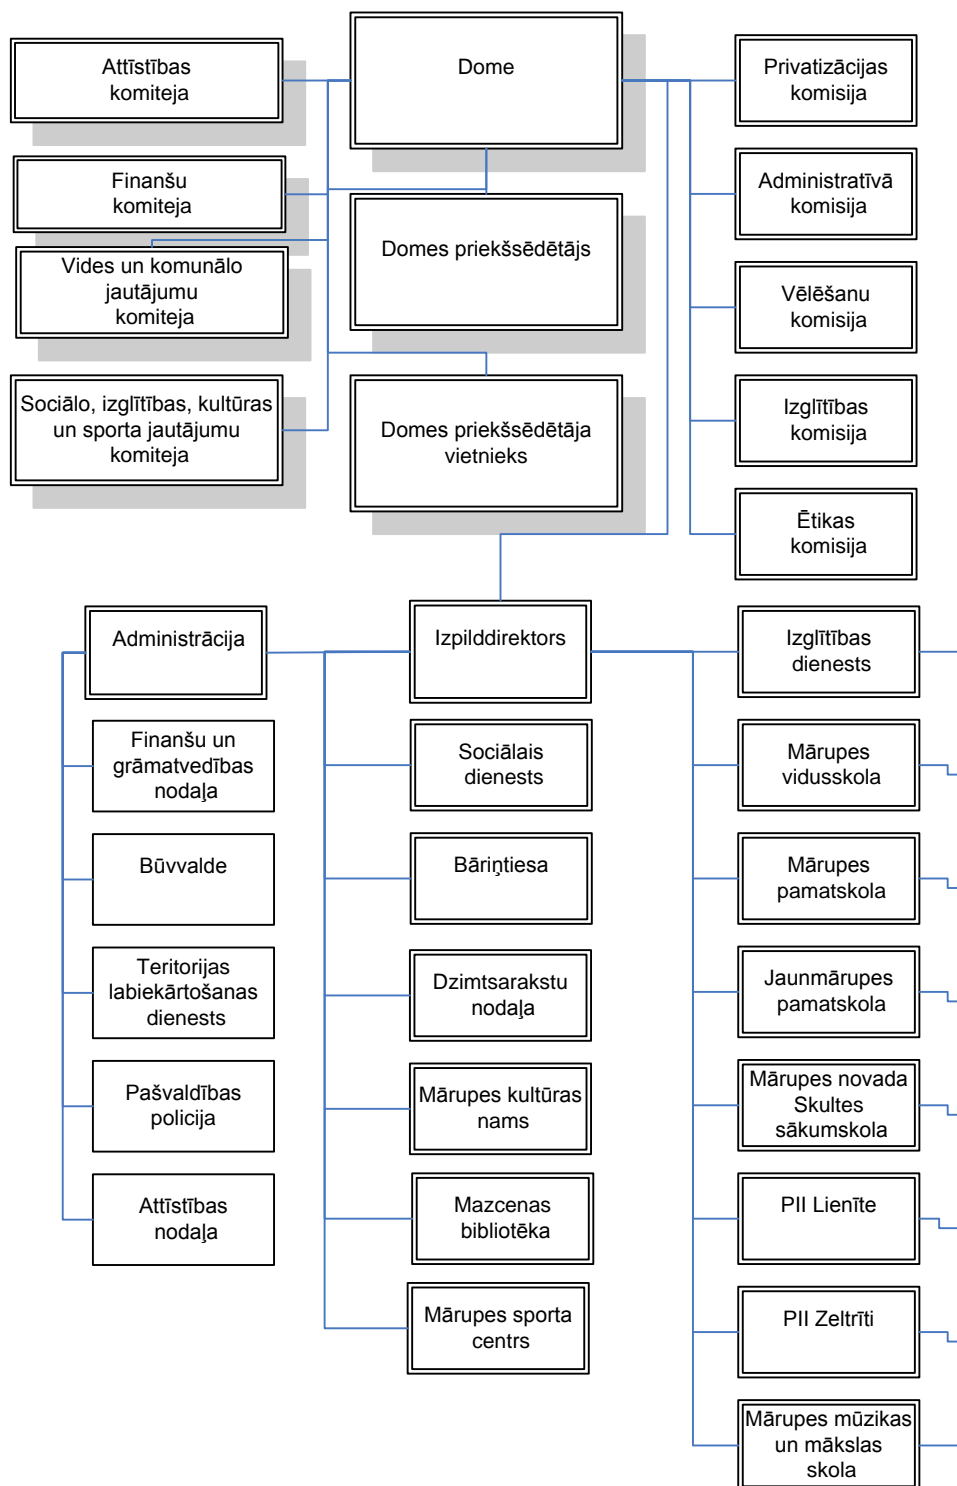 Attīstības
komiteja
Dome
Privatizācijas
komisija
Finanšu
komiteja
Administratīvā
komisija
Domes priekšsēdētājs
Vides un komunālo
jautājumu
komiteja
Vēlēšanu
komisija
Sociālo, izglītības, kultūras
un sporta jautājumu
komiteja
Domes priekšsēdētāja
vietnieks
Izglītības
komisija
Ētikas
komisija
Administrācija
Izpilddirektors
Izglītības
dienests
Finanšu un
grāmatvedības
nodaļa
Sociālais
dienests
Mārupes
vidusskola
Būvvalde
Bāriņtiesa
Mārupes
pamatskola
Teritorijas
labiekārtošanas
dienests
Dzimtsarakstu
nodaļa
Jaunmārupes
pamatskola
Pašvaldības
policija
Mārupes kultūras
nams
Mārupes novada
Skultes
sākumskola
Attīstības
nodaļa
Mazcenas
bibliotēka
PII Lienīte
Mārupes sporta
centrs
PII Zeltrīti
Mārupes mūzikas
un mākslas
skola